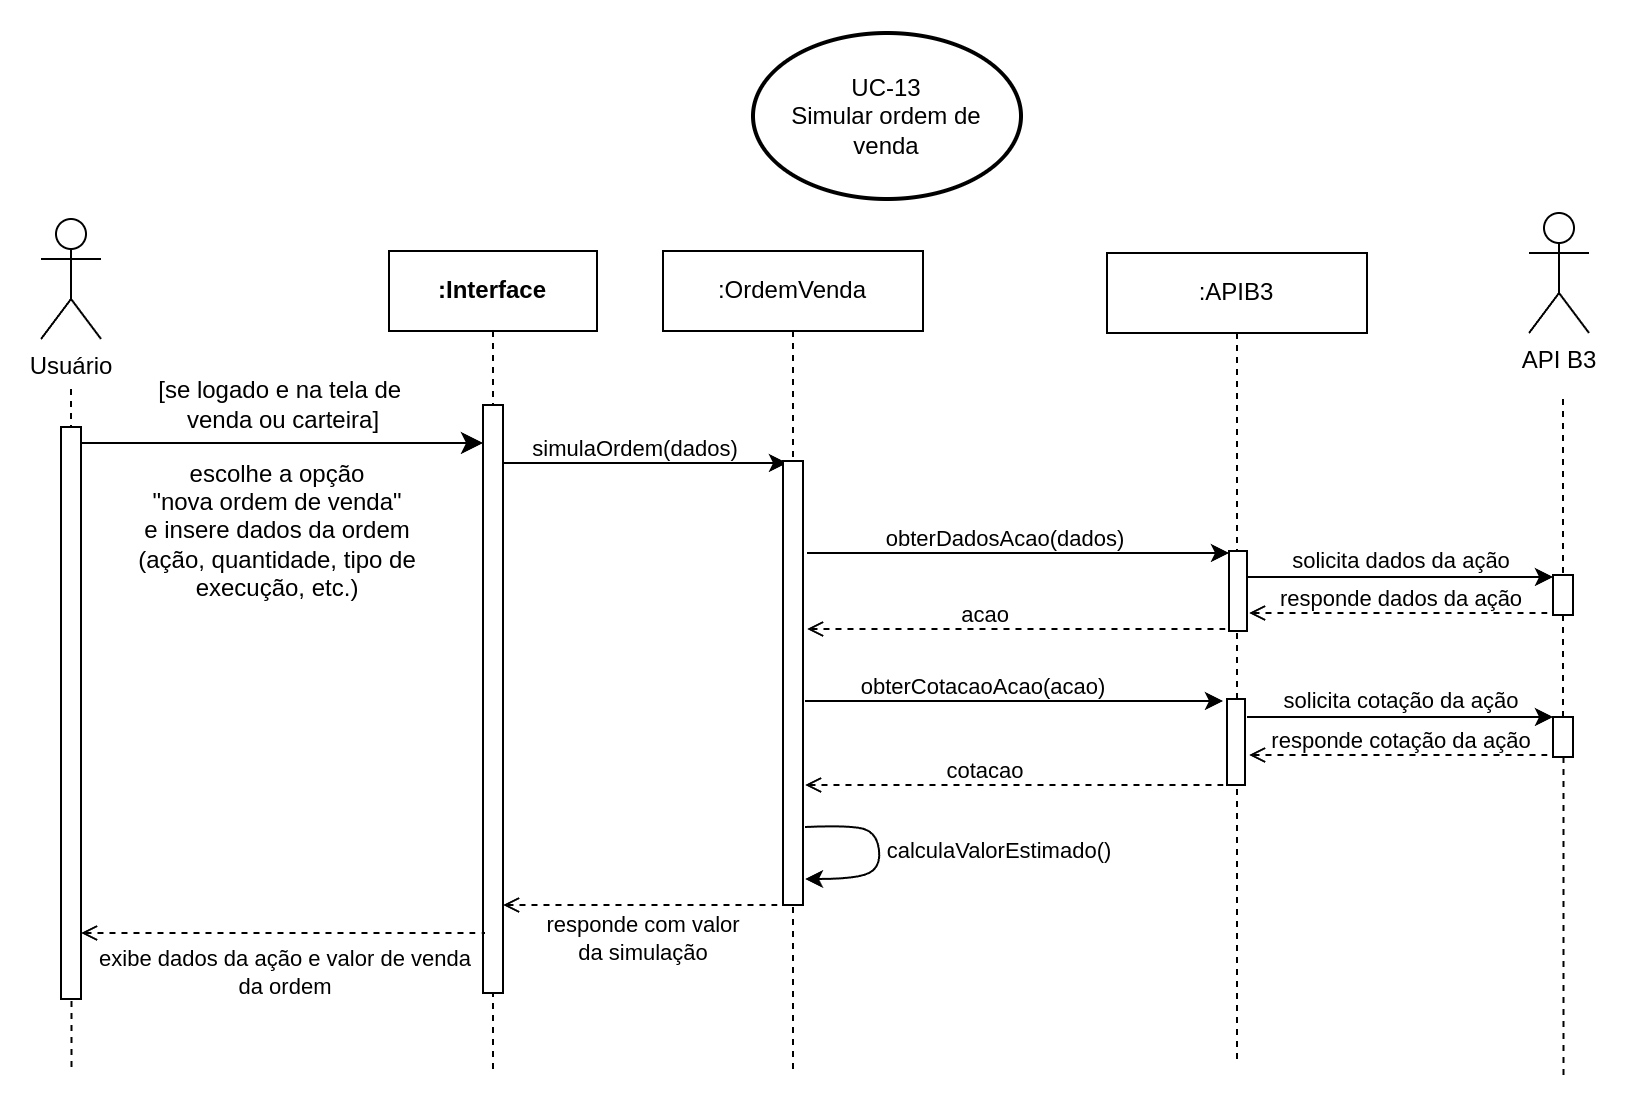 UC-13
Simular ordem de
venda
:Interface
:OrdemVenda
:APIB3
Usuário
API B3
[se logado e na tela de
venda ou carteira]
simulaOrdem(dados)
escolhe a opção
"nova ordem de venda"
e insere dados da ordem
(ação, quantidade, tipo de
execução, etc.)
obterDadosAcao(dados)
solicita dados da ação
responde dados da ação
acao
obterCotacaoAcao(acao)
solicita cotação da ação
responde cotação da ação
cotacao
calculaValorEstimado()
responde com valor
da simulação
exibe dados da ação e valor de venda
da ordem